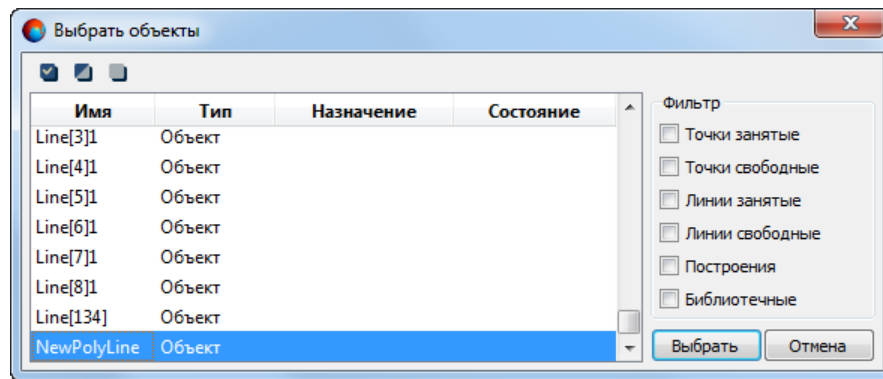 Выбрать объекты
Имя Тип Назначение Состояние
Line[3]1 Объект
Line[4]1 Объект
Line[5]1 Объект
Line[6]1 Объект
Line[7]1 Объект
Line[8]1 Объект
Line[134] Объект
NewPolyLine Объект
Фильтр
Точки занятые
Точки свободные
Линии занятые
Линии свободные
Построения
Библиотечные
Выбрать Отмена